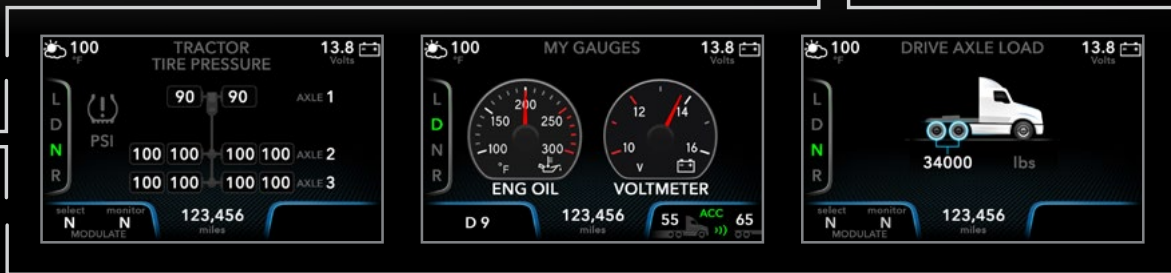 100 °F
TRACTOR
TIRE PRESSURE
13.8
Volts
L
D
N
R
PSI
90 90 AXLE 1
100 100 100 100 AXLE 2
100 100 100 100 AXLE 3
select monitor
N N
MODULATE
123,456
miles
100 °F
MY GAUGES
13.8
Volts
L
D
N
R
100 150 200 250 300
°F
ENG OIL
10 12 14 16
V
VOLTMETER
D 9
123,456
miles
55 ACC 65
100 °F
DRIVE AXLE LOAD
13.8
Volts
L
D
N
R
34000 lbs
select monitor
N N
MODULATE
123,456
miles